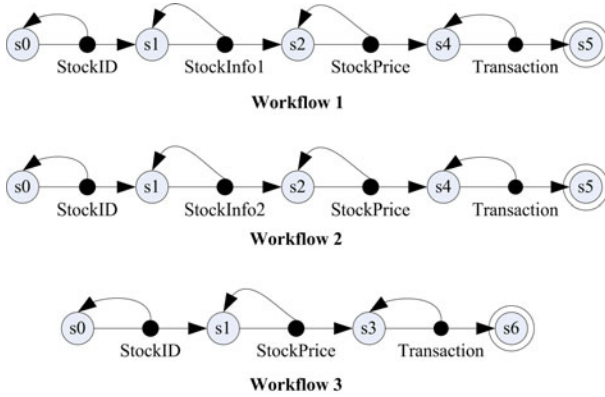 s0 s1 s2 s4 s5
StockID StockInfo1 StockPrice Transaction
Workflow 1
s0 s1 s2 s4 s5
StockID StockInfo2 StockPrice Transaction
Workflow 2
s0 s1 s3 s6
StockID StockPrice Transaction
Workflow 3